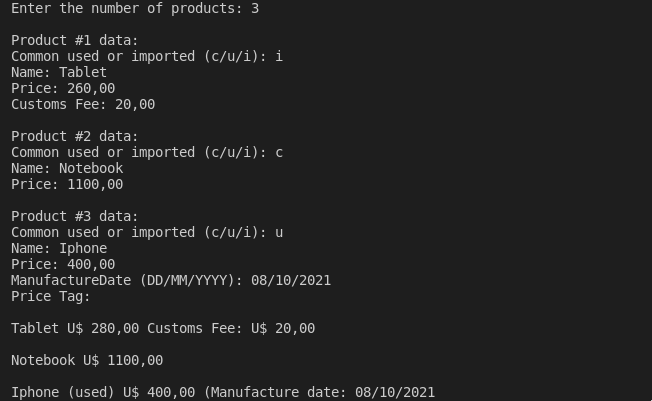 Enter the number of products: 3
Product #1 data:
Common used or imported (c/u/i): i
Name: Tablet
Price: 260,00
Customs Fee: 20,00
Product #2 data:
Common used or imported (c/u/i): c
Name: Notebook
Price: 1100,00
Product #3 data:
Common used or imported (c/u/i): u
Name: Iphone
Price: 400,00
ManufactureDate (DD/MM/YYYY): 08/10/2021
Price Tag:
Tablet U$ 280,00 Customs Fee: U$ 20,00
Notebook U$ 1100,00
Iphone (used) U$ 400,00 (Manufacture date: 08/10/2021